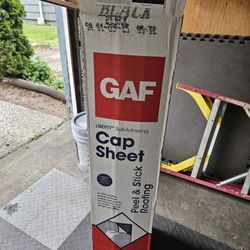 BLACK
GAF
LIBERTY™ Self-Adhering
Cap
Sheet
Peel & Stick
Roofing